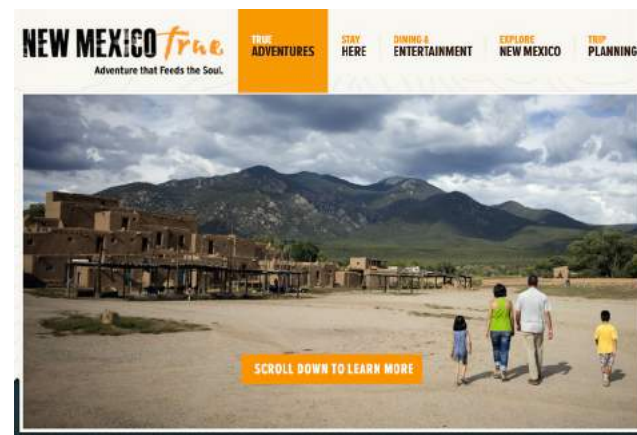 NEW MEXICO True
Adventure that Feeds the Soul.
TRUE
ADVENTURES
STAY
HERE
DINING &
ENTERTAINMENT
EXPLORE
NEW MEXICO
TRIP
PLANNING
SCROLL DOWN TO LEARN MORE